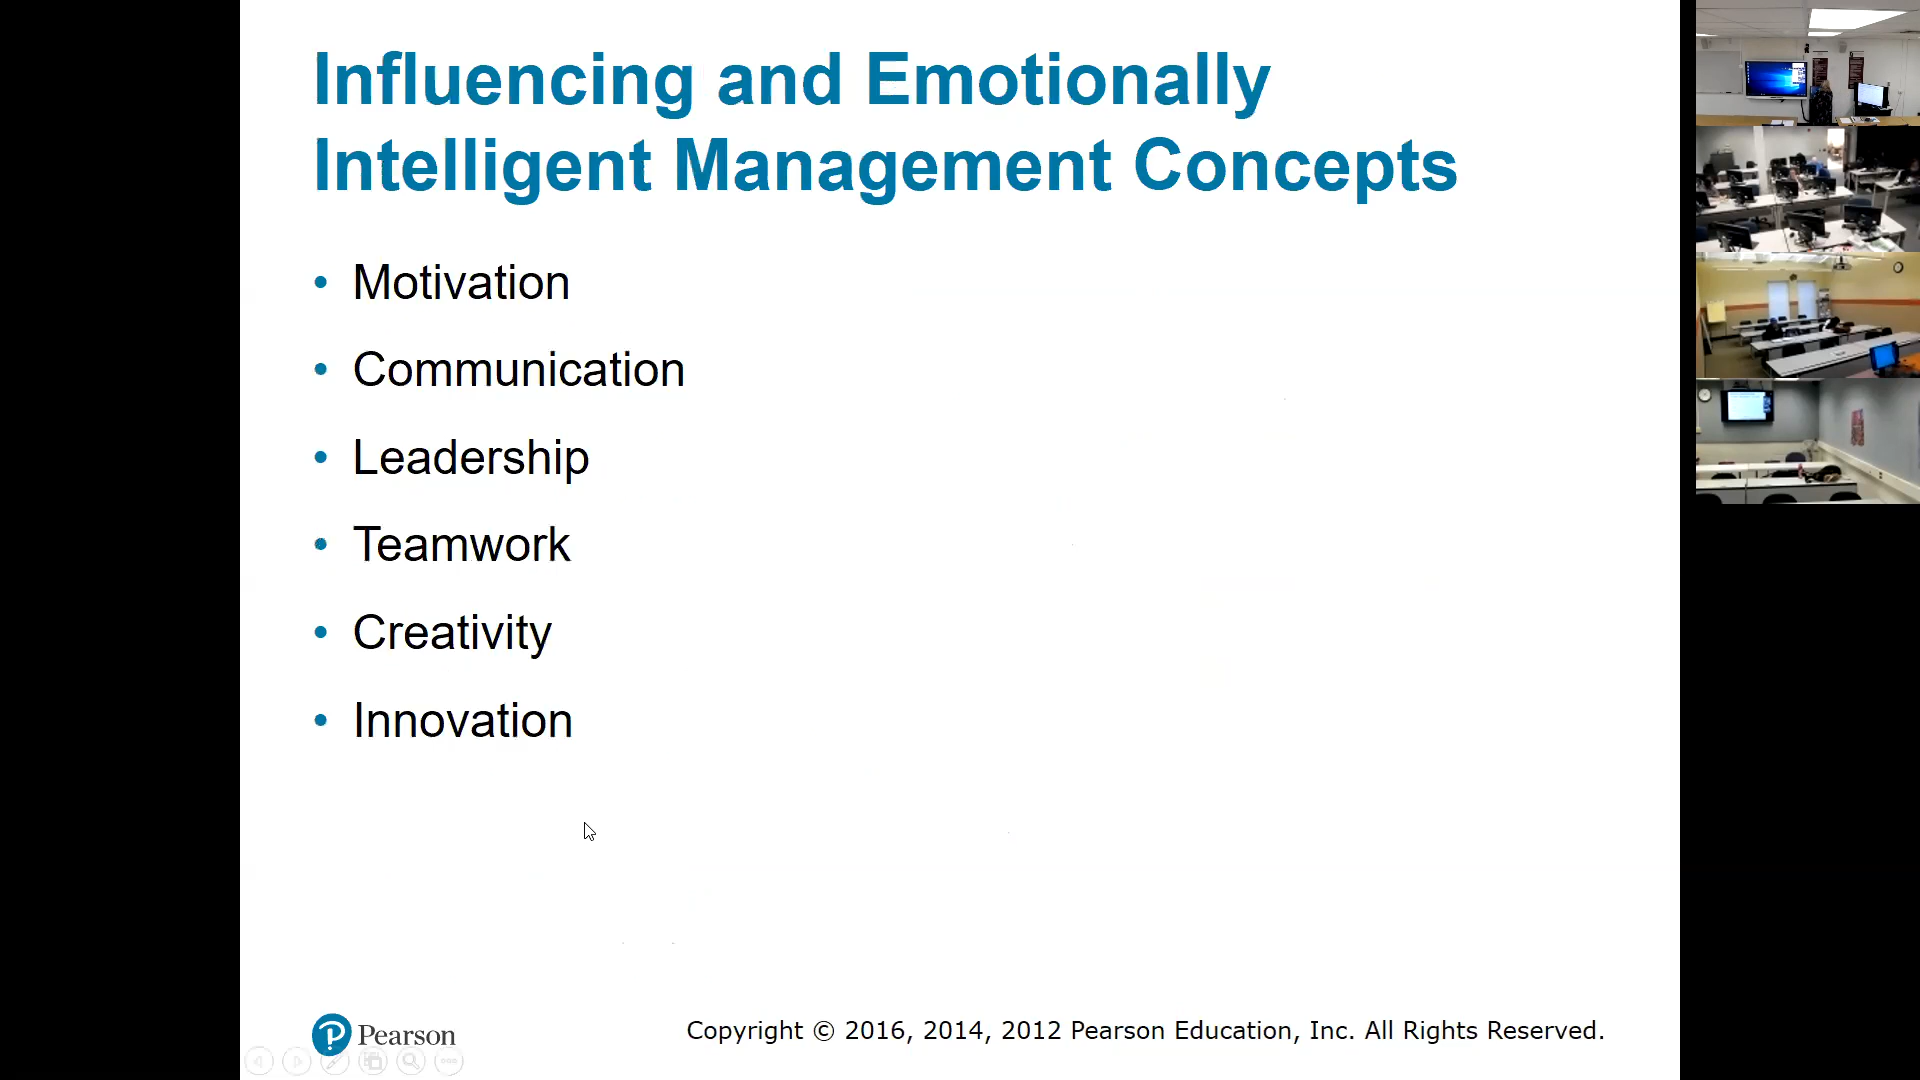 Influencing and Emotionally
Intelligent Management Concepts
• Motivation
• Communication
• Leadership
• Teamwork
• Creativity
• Innovation
Pearson
Copyright © 2016, 2014, 2012 Pearson Education, Inc. All Rights Reserved.